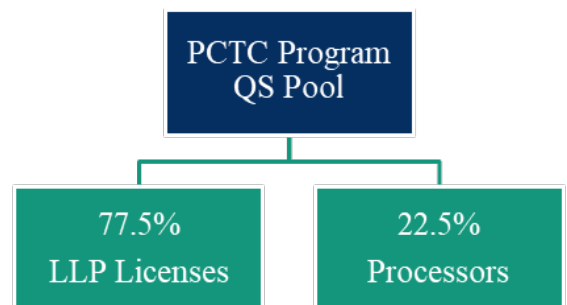 PCTC Program
QS Pool
77.5%
LLP Licenses
22.5%
Processors